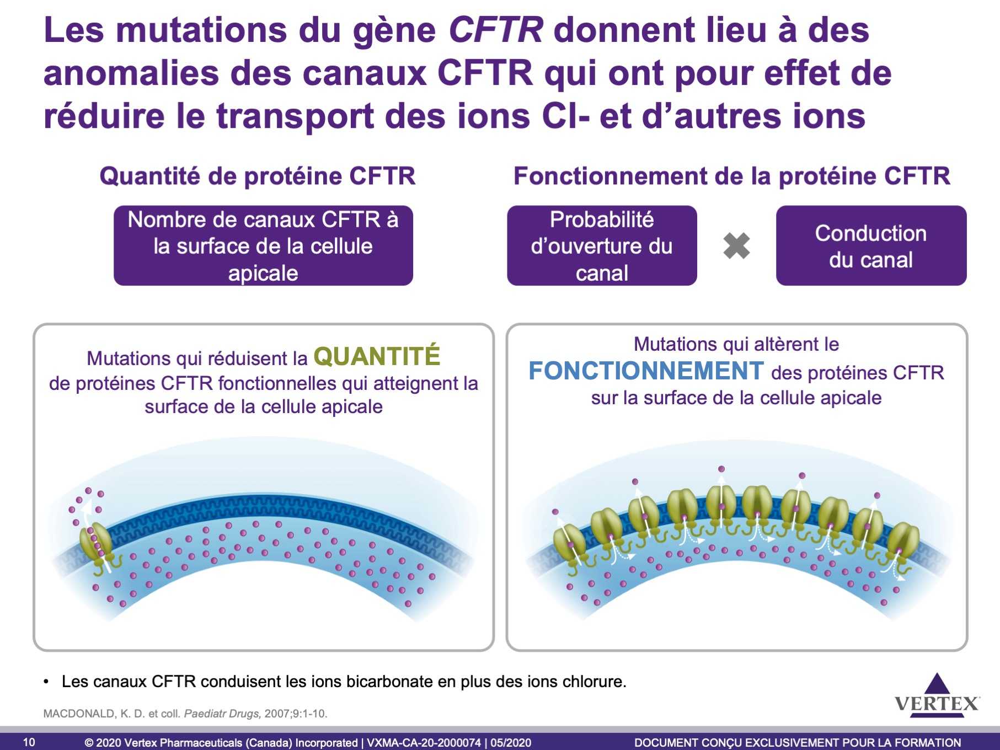 Les mutations du gène CFTR donnent lieu à des
anomalies des canaux CFTR qui ont pour effet de
réduire le transport des ions Cl- et d’autres ions
Quantité de protéine CFTR
Nombre de canaux CFTR à
la surface de la cellule
apicale
Fonctionnement de la protéine CFTR
Probabilité
d’ouverture du
canal
✖
Conduction
du canal
Mutations qui réduisent la QUANTITÉ
de protéines CFTR fonctionnelles qui atteignent la
surface de la cellule apicale
Mutations qui altèrent le
FONCTIONNEMENT des protéines CFTR
sur la surface de la cellule apicale
• Les canaux CFTR conduisent les ions bicarbonate en plus des ions chlorure.
MACDONALD, K. D. et coll. Paediatr Drugs, 2007;9:1-10.
VERTEX
10
© 2020 Vertex Pharmaceuticals (Canada) Incorporated | VXMA-CA-20-2000074 | 05/2020
DOCUMENT CONÇU EXCLUSIVEMENT POUR LA FORMATION